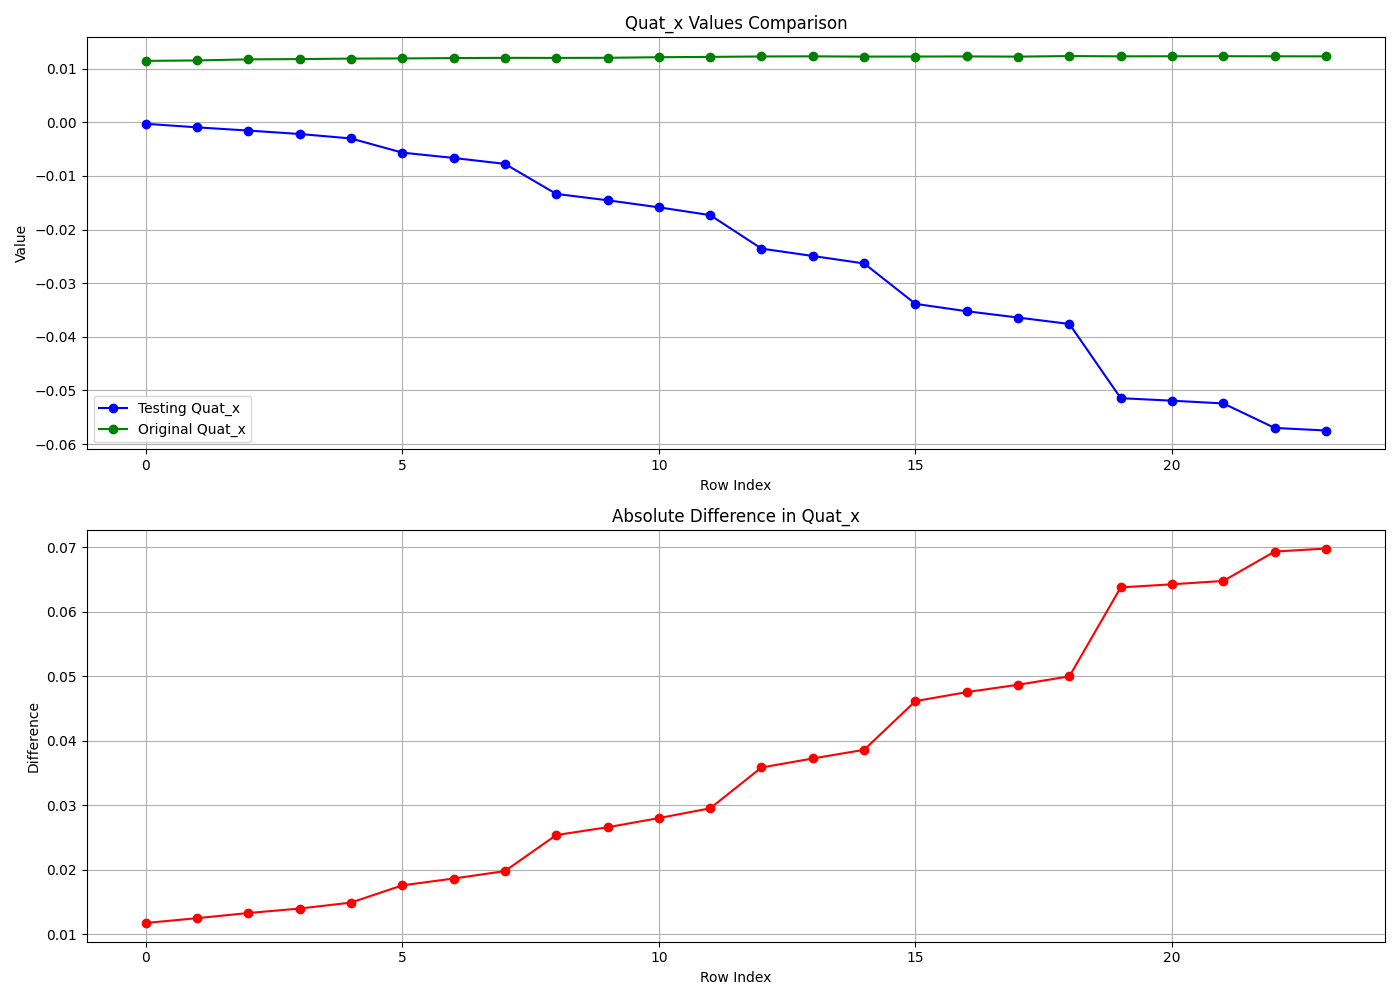 Quat_x Values Comparison
0.01
0.00
−0.01
−0.02
−0.03
−0.04
−0.05
−0.06
Value
Testing Quat_x
Original Quat_x
0 5 10 15 20
Row Index
Absolute Difference in Quat_x
0.07
0.06
0.05
0.04
0.03
0.02
0.01
Difference
0 5 10 15 20
Row Index